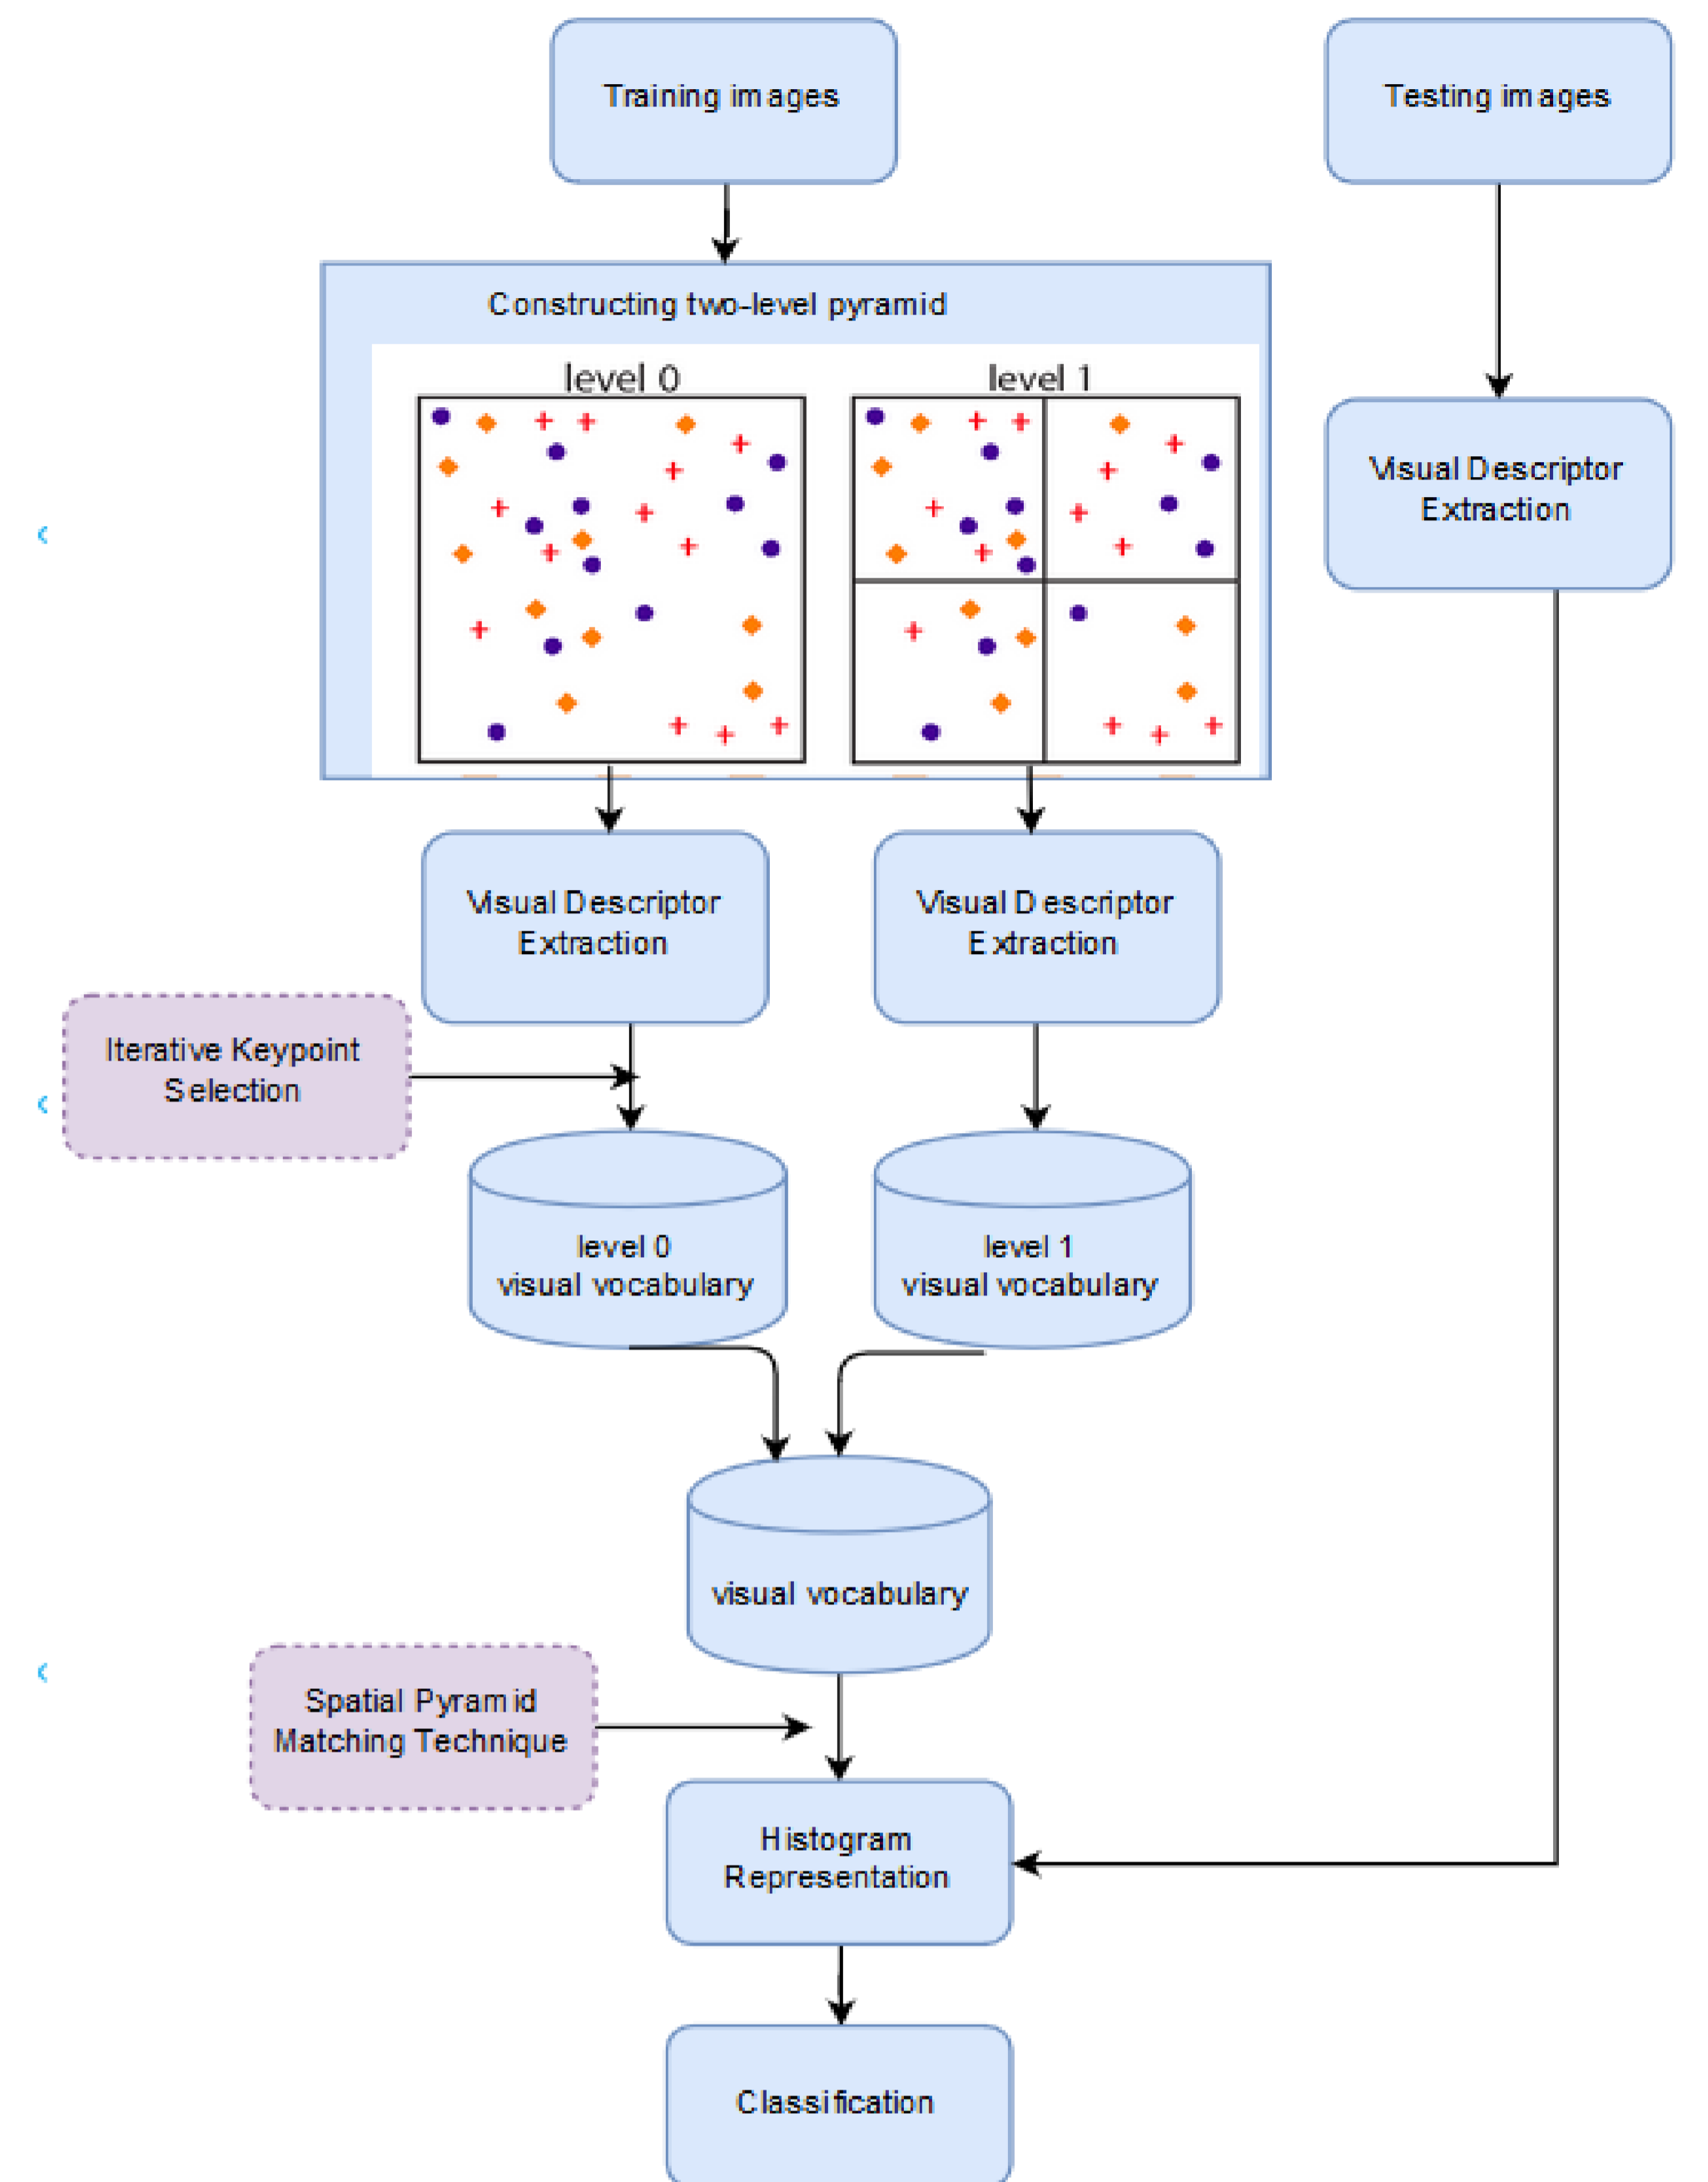 Training images
Testing images
Constructing two-level pyramid
level 0
level 1
Visual Descriptor
Extraction
Visual Descriptor
Extraction
Visual Descriptor
Extraction
Iterative Keypoint
Selection
level 0
visual vocabulary
level 1
visual vocabulary
visual vocabulary
Spatial Pyramid
Matching Technique
Histogram
Representation
Classification